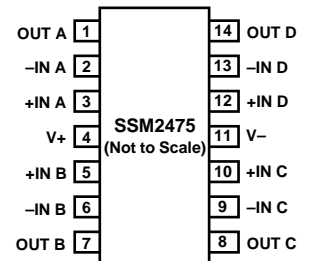 OUT A 1 14 OUT D
–IN A 2 13 –IN D
+IN A 3 12 +IN D
V+ 4 SSM2475 11 V–
(Not to Scale)
+IN B 5 10 +IN C
–IN B 6 9 –IN C
OUT B 7 8 OUT C